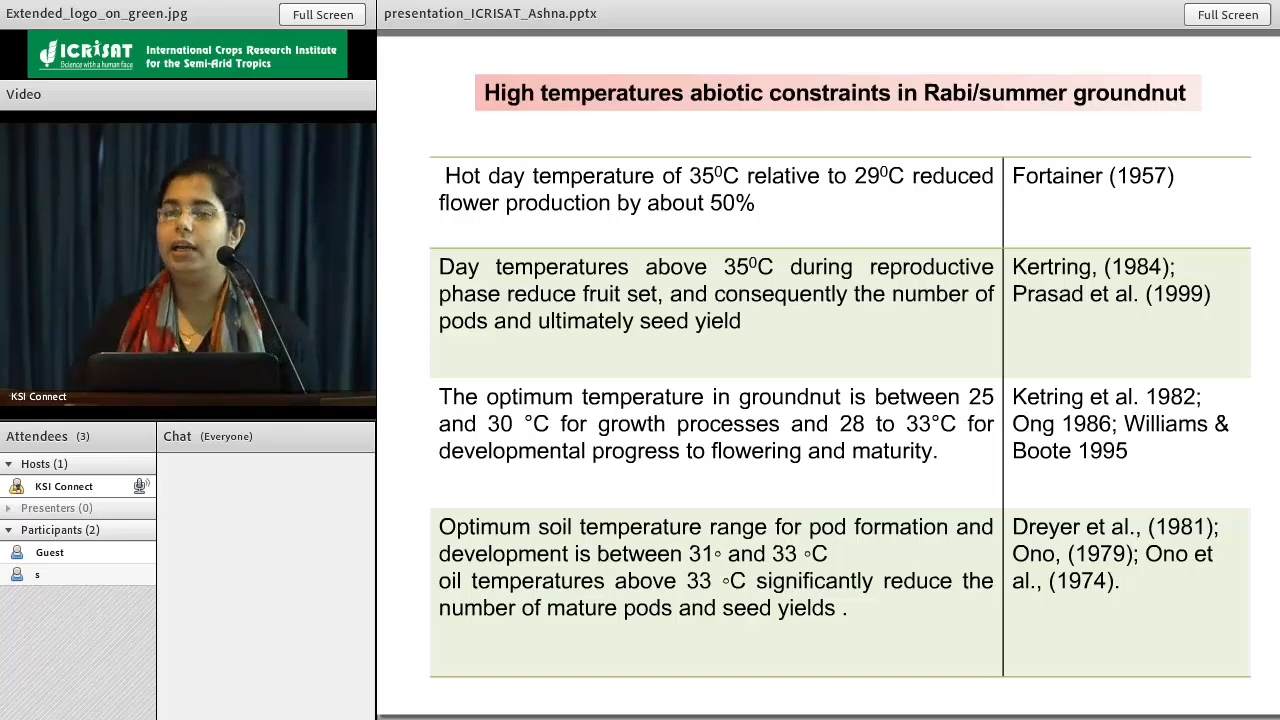 Extended_logo_on_green.jpg
Full Screen
ICRISAT
Science with a human face
International Crops Research Institute
for the Semi-Arid Tropics
Video
KSI Connect
Attendees (3)
Hosts (1)
KSI Connect
Presenters (0)
Participants (2)
Guest
s
Chat (Everyone)
presentation_ICRISAT_Ashna.pptx
Full Screen
High temperatures abiotic constraints in Rabi/summer groundnut
Hot day temperature of 35⁰C relative to 29⁰C reduced
flower production by about 50%
Fortainer (1957)
Day temperatures above 35⁰C during reproductive
phase reduce fruit set, and consequently the number of
pods and ultimately seed yield
Kertring, (1984);
Prasad et al. (1999)
The optimum temperature in groundnut is between 25
and 30 °C for growth processes and 28 to 33°C for
developmental progress to flowering and maturity.
Ketring et al. 1982;
Ong 1986; Williams &
Boote 1995
Optimum soil temperature range for pod formation and
development is between 31◦ and 33 ◦C
oil temperatures above 33 ◦C significantly reduce the
number of mature pods and seed yields .
Dreyer et al., (1981);
Ono, (1979); Ono et
al., (1974).